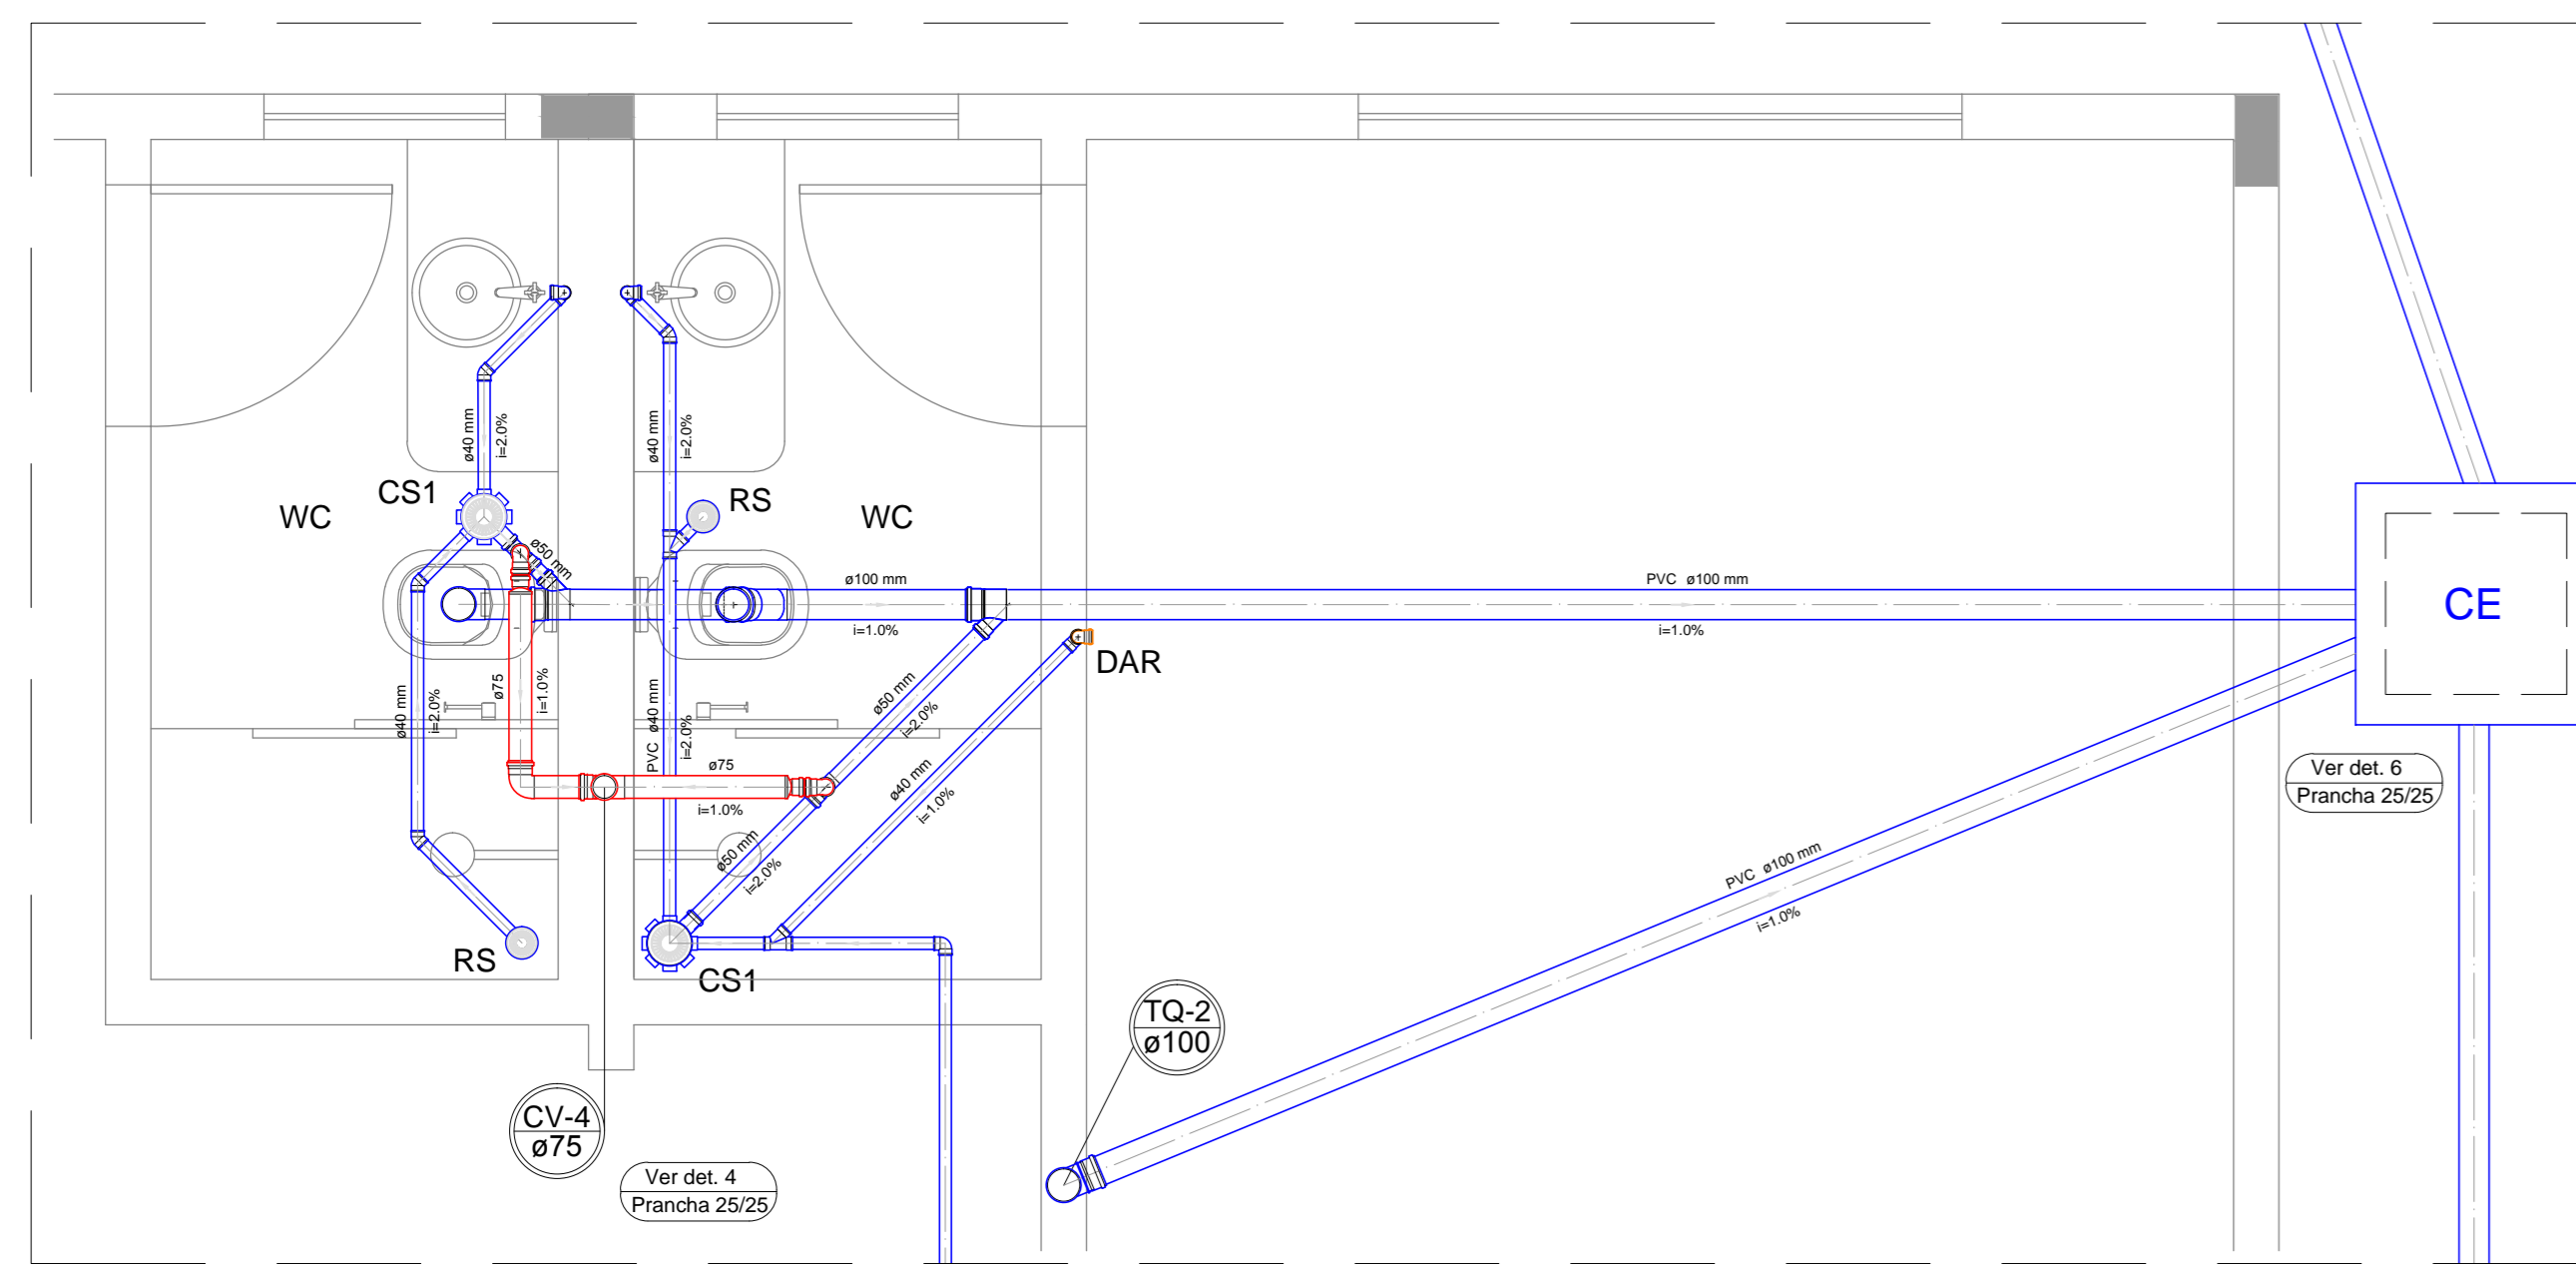 ø40 mm
i=2.0%
ø40 mm
i=2.0%
CS1
RS
WC
WC
ø50 mm
ø100 mm
i=1.0%
PVC ø100 mm
i=1.0%
CE
DAR
ø40 mm
i=2.0%
ø75
i=1.0%
PVC ø40 mm
i=2.0%
ø75
i=1.0%
ø50 mm
i=2.0%
ø40 mm
i=1.0%
ø50 mm
i=2.0%
Ver det. 6
Prancha 25/25
PVC ø100 mm
i=1.0%
RS
CS1
TQ-2
ø100
CV-4
ø75
Ver det. 4
Prancha 25/25